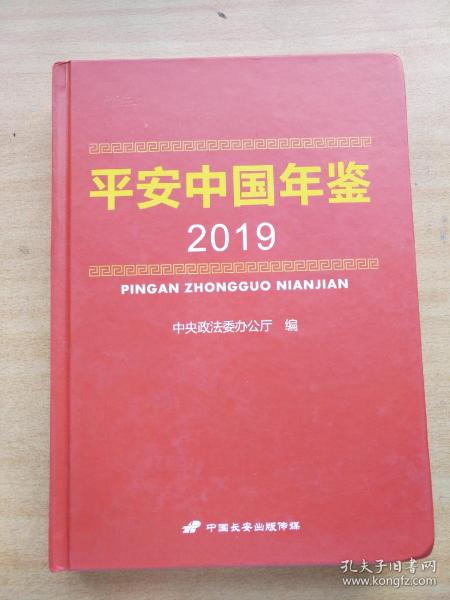 平安中国年鉴
2019
PINGAN ZHONGGUO NIANJIAN
中央政法委办公厅 编
中国长安出版传媒
孔夫子旧书网
www.kongfz.com